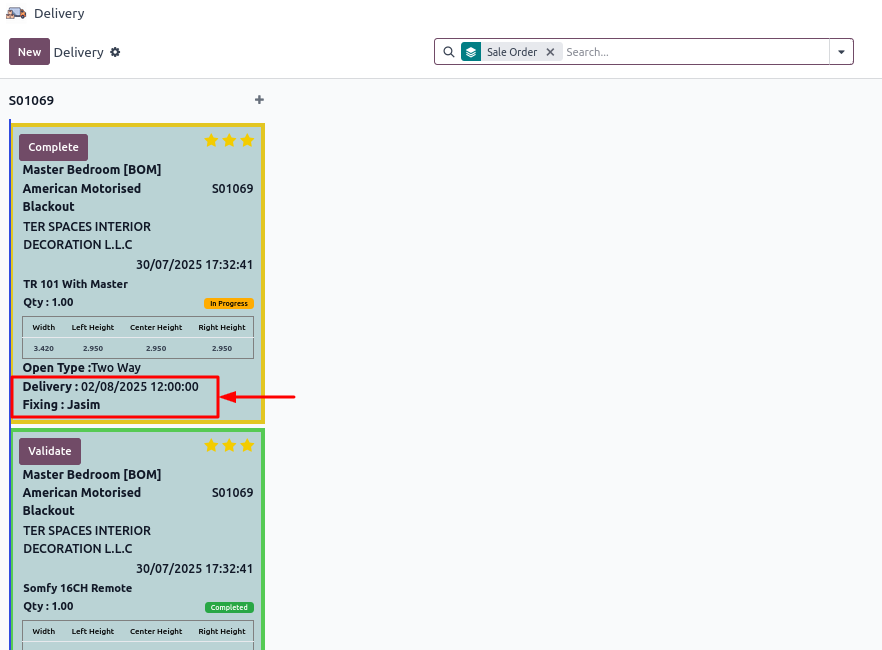 Delivery
New Delivery Sale Order Search...
S01069
Complete
Master Bedroom [BOM]
American Motorised S01069
Blackout
TER SPACES INTERIOR
DECORATION L.L.C
30/07/2025 17:32:41
TR 101 With Master
Qty : 1.00 In Progress
Width Left Height Center Height Right Height
3.420 2.950 2.950 2.950
Open Type :Two Way
Delivery : 02/08/2025 12:00:00
Fixing : Jasim
Validate
Master Bedroom [BOM]
American Motorised S01069
Blackout
TER SPACES INTERIOR
DECORATION L.L.C
30/07/2025 17:32:41
Somfy 16CH Remote
Qty : 1.00 Completed
Width Left Height Center Height Right Height